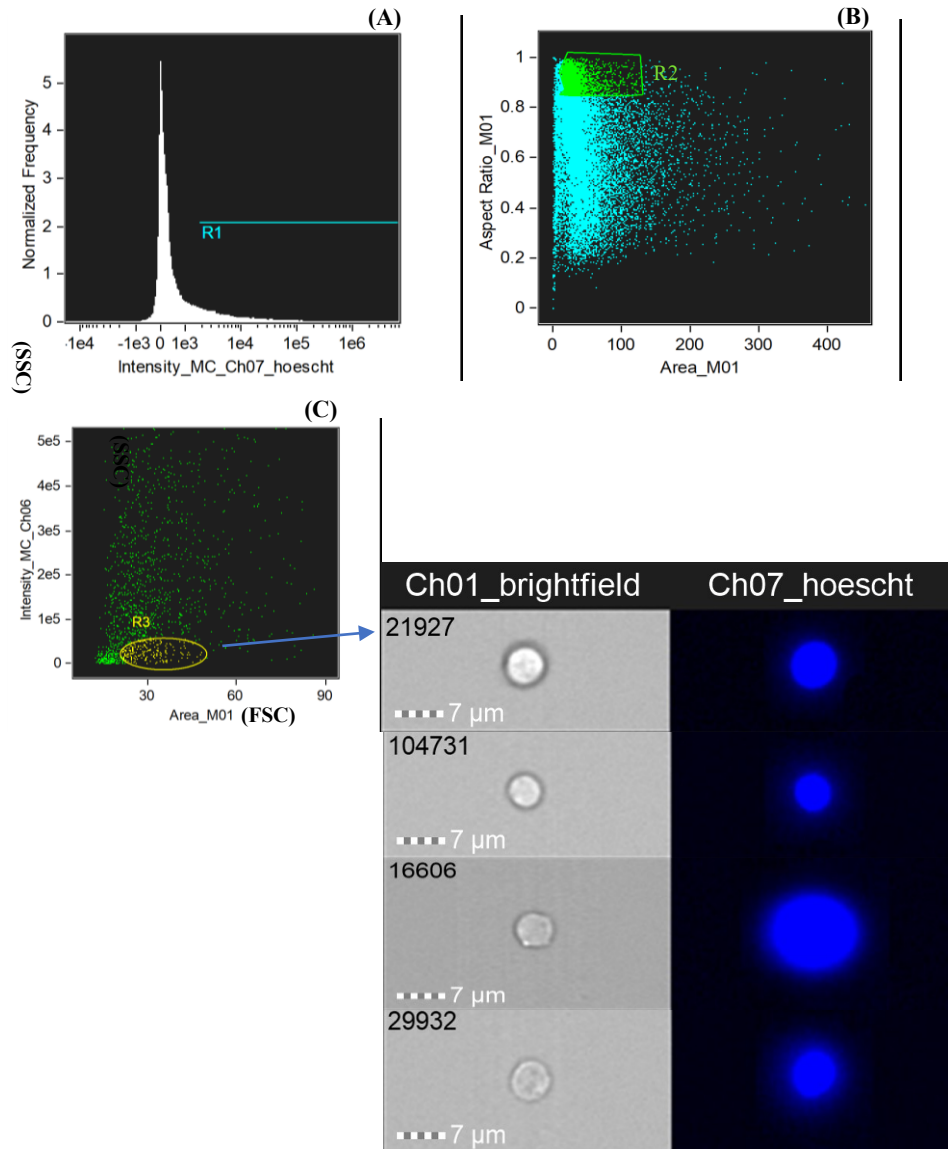 (A)
Normalized Frequency
5
4
3
2
1
0
R1
-1e4 -1e3 0 1e3 1e4 1e5 1e6
Intensity_MC_Ch07_hoescht
(B)
Aspect Ratio_M01
1
0.8
0.6
0.4
0.2
0
R2
0 100 200 300 400
Area_M01
(SSC)
(C)
(SSC)
Intensity_MC_Ch06
5e5
4e5
3e5
2e5
1e5
0
R3
30 60 90
Area_M01 (FSC)
Ch01_brightfield Ch07_hoescht
21927
7 µm
104731
7 µm
16606
7 µm
29932
7 µm